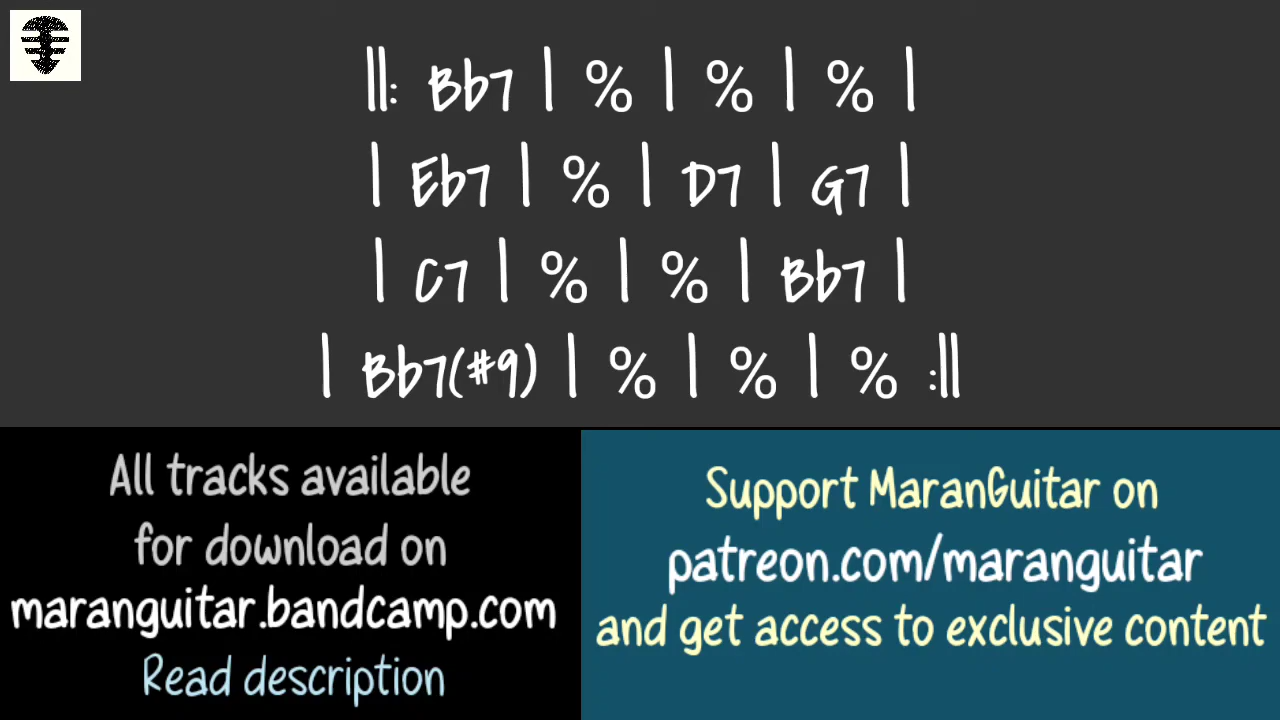 ||: Bb7 | % | % | % |
| Eb7 | % | D7 | G7 |
| C7 | % | % | Bb7 |
| Bb7(#9) | % | % | % :||
All tracks available
for download on
maranguitar.bandcamp.com
Read description
Support MaranGuitar on
patreon.com/maranguitar
and get access to exclusive content